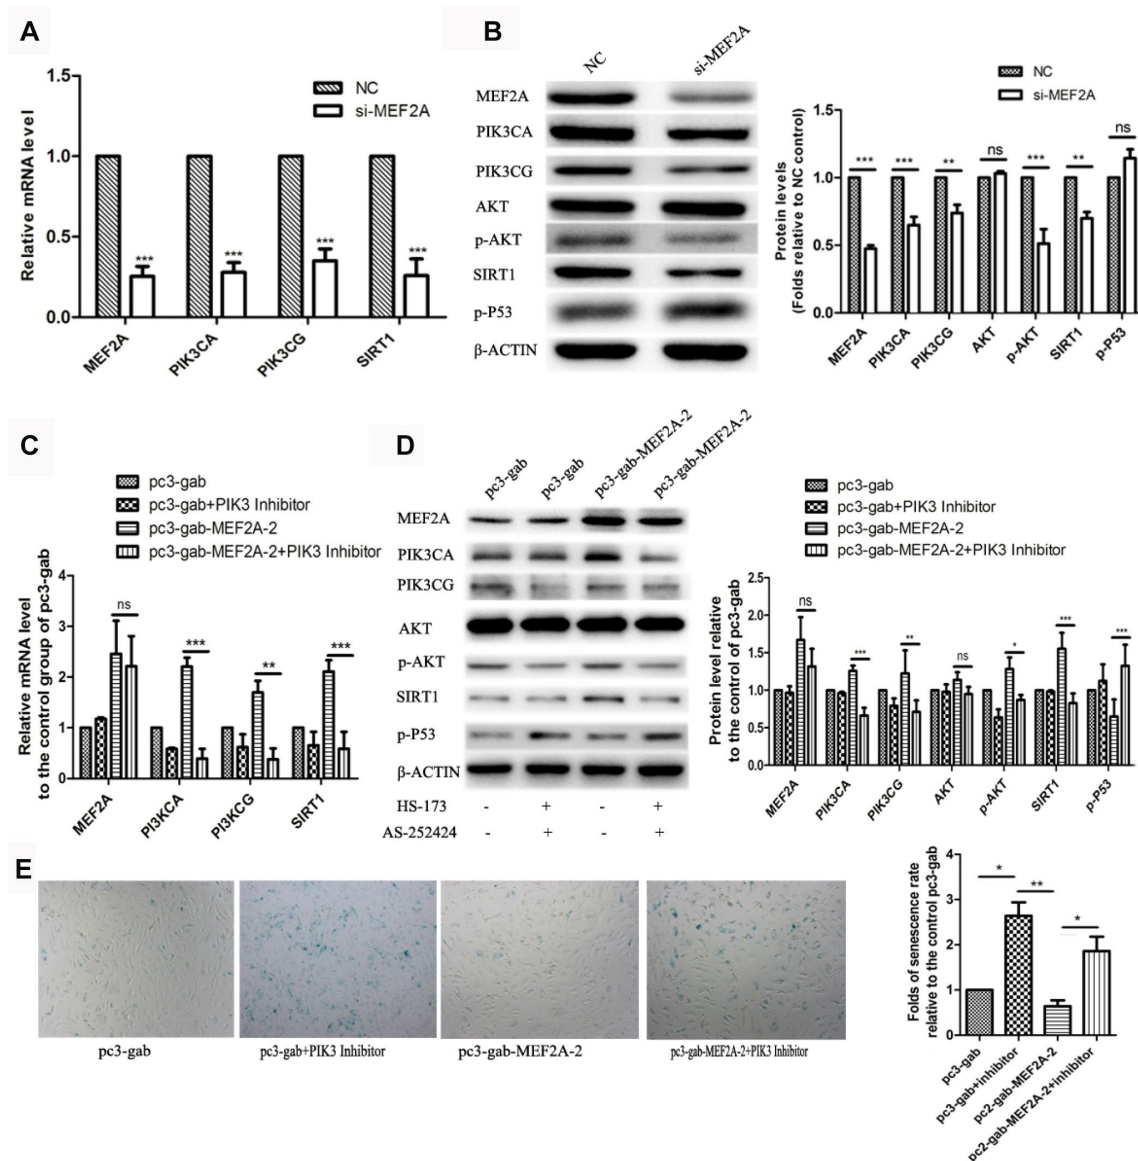 A
1.5
1.0
0.5
0.0
Relative mRNA level
NC
si-MEF2A
***
***
***
***
MEF2A
PIK3CA
PIK3CG
SIRT1
B
NC
si-MEF2A
MEF2A
PIK3CA
PIK3CG
AKT
p-AKT
SIRT1
p-P53
β-ACTIN
NC
si-MEF2A
Protein levels
(Folds relative to NC control)
1.5
1.0
0.5
0.0
***
***
**
ns
***
**
ns
MEF2A
PIK3CA
PIK3CG
AKT
p-AKT
SIRT1
p-P53
C
pc3-gab
pc3-gab+PIK3 Inhibitor
pc3-gab-MEF2A-2
pc3-gab-MEF2A-2+PIK3 Inhibitor
Relative mRNA level
to the control group of pc3-gab
4
3
2
1
0
ns
***
**
***
MEF2A
PI3KCA
PI3KCG
SIRT1
D
pc3-gab
pc3-gab
pc3-gab-MEF2A-2
pc3-gab-MEF2A-2
MEF2A
PIK3CA
PIK3CG
AKT
p-AKT
SIRT1
p-P53
β-ACTIN
HS-173 - + - +
AS-252424 - + - +
pc3-gab
pc3-gab+PIK3 Inhibitor
pc3-gab-MEF2A-2
pc3-gab-MEF2A-2+PIK3 Inhibitor
Protein level relative
to the control of pc3-gab
2.5
2.0
1.5
1.0
0.5
0.0
ns
***
**
ns
*
***
***
MEF2A
PIK3CA
PIK3CG
AKT
p-AKT
SIRT1
p-P53
E
pc3-gab
pc3-gab+PIK3 Inhibitor
pc3-gab-MEF2A-2
pc3-gab-MEF2A-2+PIK3 Inhibitor
Folds of senescence rate
relative to the control pc3-gab
4
3
2
1
0
*
**
*
pc3-gab
pc3-gab+inhibitor
pc2-gab-MEF2A-2
pc2-gab-MEF2A-2+inhibitor